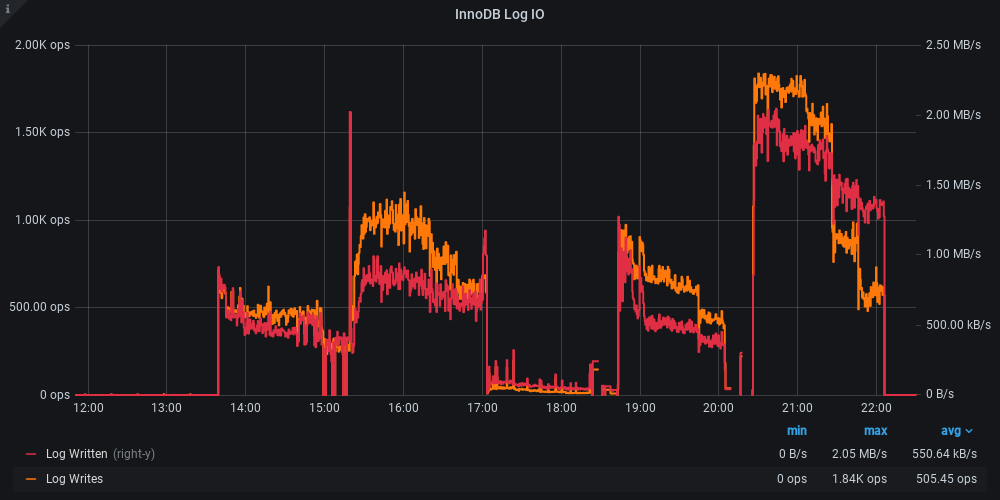 i
InnoDB Log IO
2.00K ops
2.50 MB/s
2.00 MB/s
1.50K ops
1.50 MB/s
1.00K ops
1.00 MB/s
500.00 ops
500.00 kB/s
0 ops
0 B/s
12:00 13:00 14:00 15:00 16:00 17:00 18:00 19:00 20:00 21:00 22:00
min max avg
Log Written (right-y) 0 B/s 2.05 MB/s 550.64 kB/s
Log Writes 0 ops 1.84K ops 505.45 ops